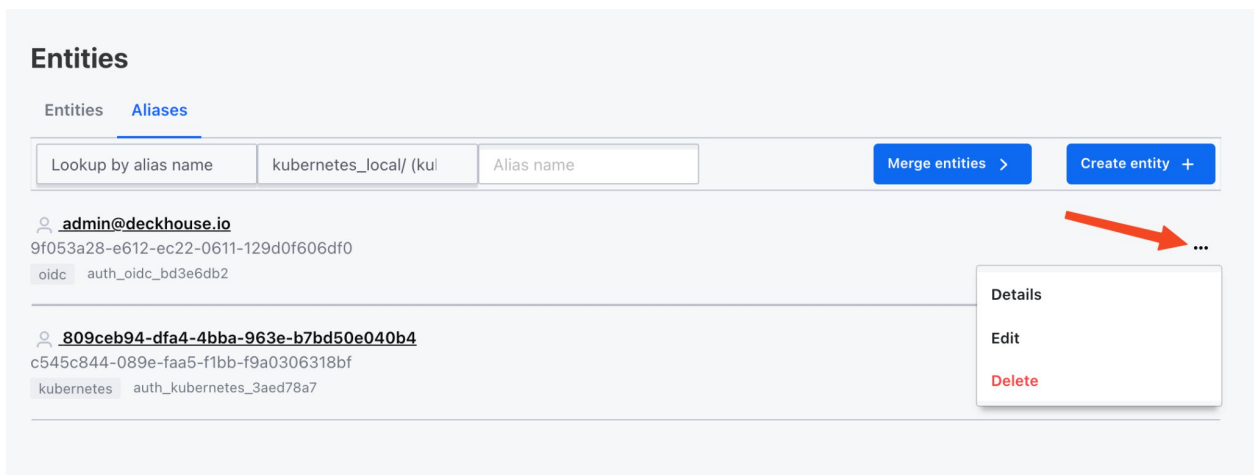 Entities
Entities Aliases
Lookup by alias name kubernetes_local/ (kul Alias name Merge entities Create entity +
admin@deckhouse.io
9f053a28-e612-ec22-0611-129d0f606df0
oidc auth_oidc_bd3e6db2
Details
809ceb94-dfa4-4bba-963e-b7bd50e040b4
Edit
c545c844-089e-faa5-f1bb-f9a0306318bf
kubernetes auth_kubernetes_3aed78a7
Delete